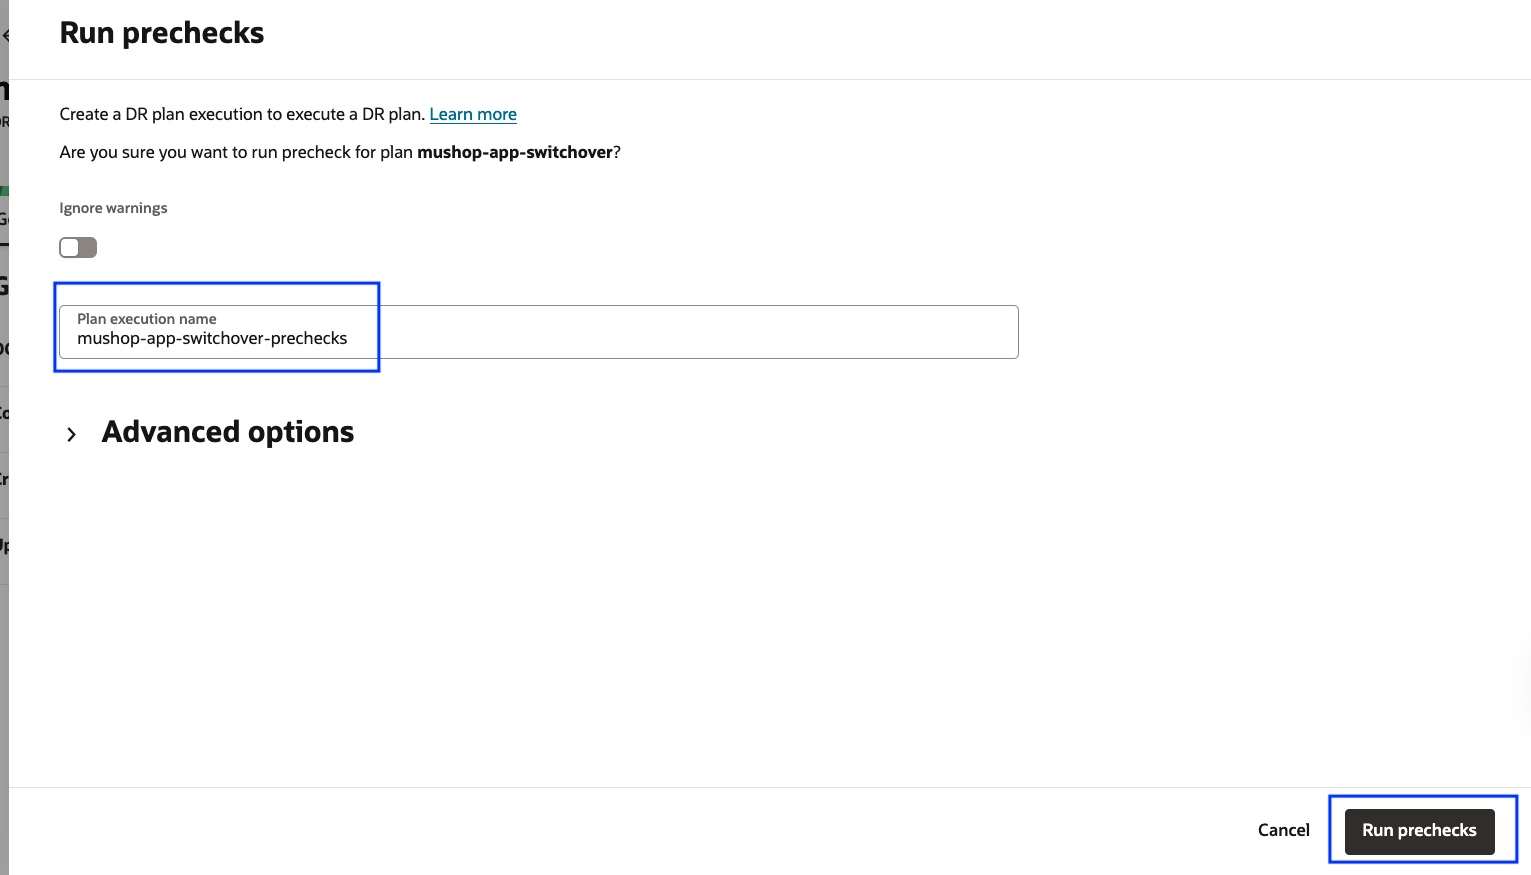 Run prechecks
Create a DR plan execution to execute a DR plan. Learn more
Are you sure you want to run precheck for plan mushop-app-switchover?
Ignore warnings
Plan execution name
mushop-app-switchover-prechecks
Advanced options
Cancel
Run prechecks